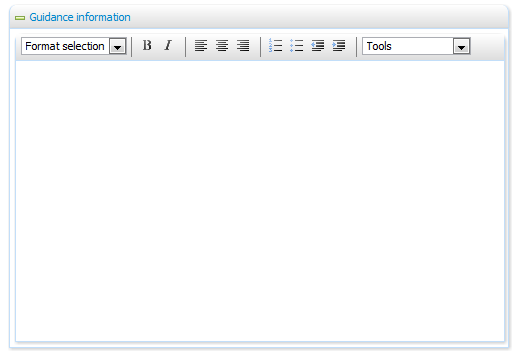 Guidance information
Format selection B I Tools